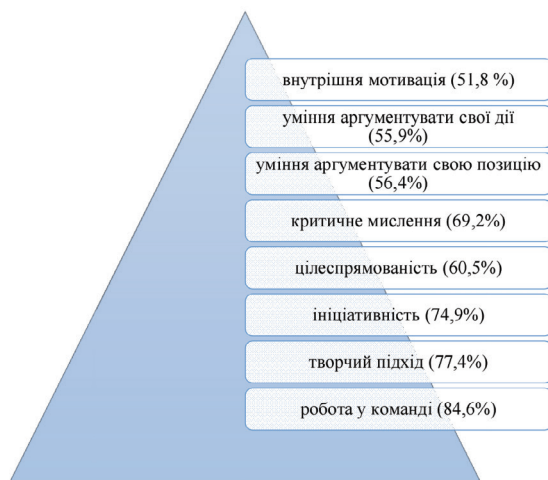 внутрішня мотивація (51,8 %)
уміння аргументувати свої дії
(55,9%)
уміння аргументувати свою позицію
(56,4%)
критичне мислення (69,2%)
цілеспрямованість (60,5%)
ініціативність (74,9%)
творчий підхід (77,4%)
робота у команді (84,6%)